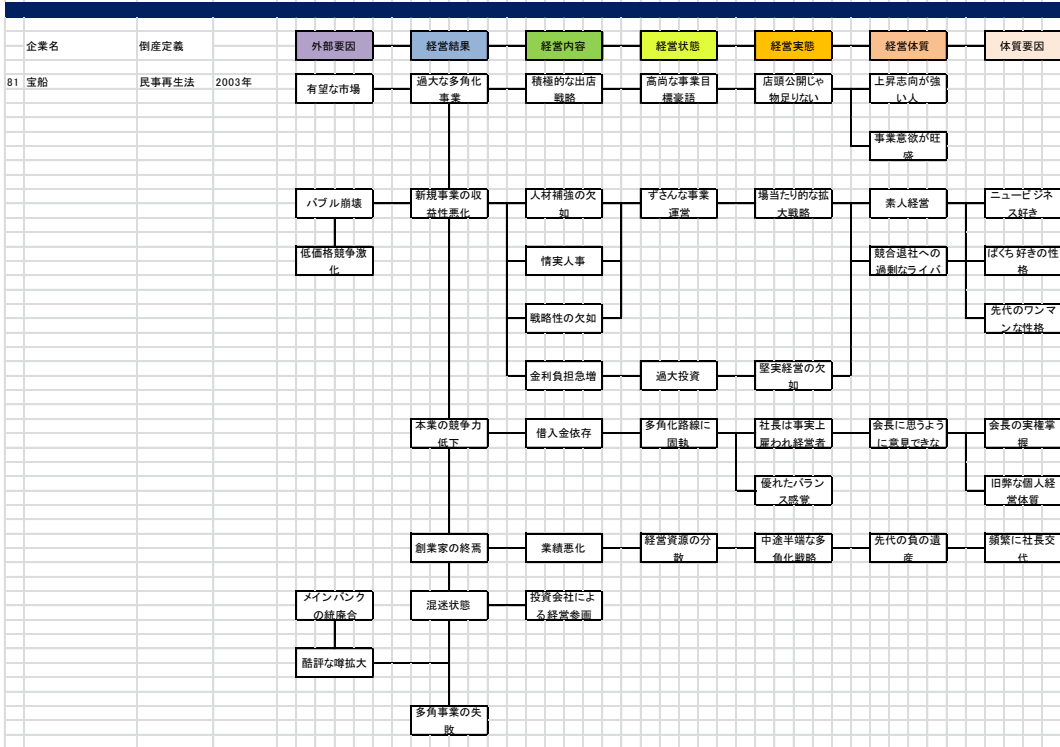 企業名
倒産定義
外部要因
経営結果
経営内容
経営状態
経営実態
経営体質
体質要因
81 宝船
民事再生法
2003年
有望な市場
過大な多角化
事業
積極的な出店
戦略
高尚な事業目
標豪語
店頭公開じゃ
物足りない
上昇志向が強
い人
事業意欲が旺
盛
バブル崩壊
新規事業の収
益性悪化
人材補強の欠
如
ずさんな事業
運営
場当たり的な拡
大戦略
素人経営
ニュービジネ
ス好き
低価格競争激
化
情実人事
競合退社への
過剰なライバ
ばくち好きの性
格
戦略性の欠如
先代のワンマ
ンな性格
金利負担急増
過大投資
堅実経営の欠
如
本業の競争力
低下
借入金依存
多角化路線に
固執
社長は事実上
雇われ経営者
会長に思うよう
に意見できな
会長の実権掌
握
優れたバラン
ス感覚
旧弊な個人経
営体質
創業家の終焉
業績悪化
経営資源の分
散
中途半端な多
角化戦略
先代の負の遺
産
頻繁に社長交
代
メインバンク
の統廃合
混迷状態
投資会社によ
る経営参画
酷評な噂拡大
多角事業の失
敗